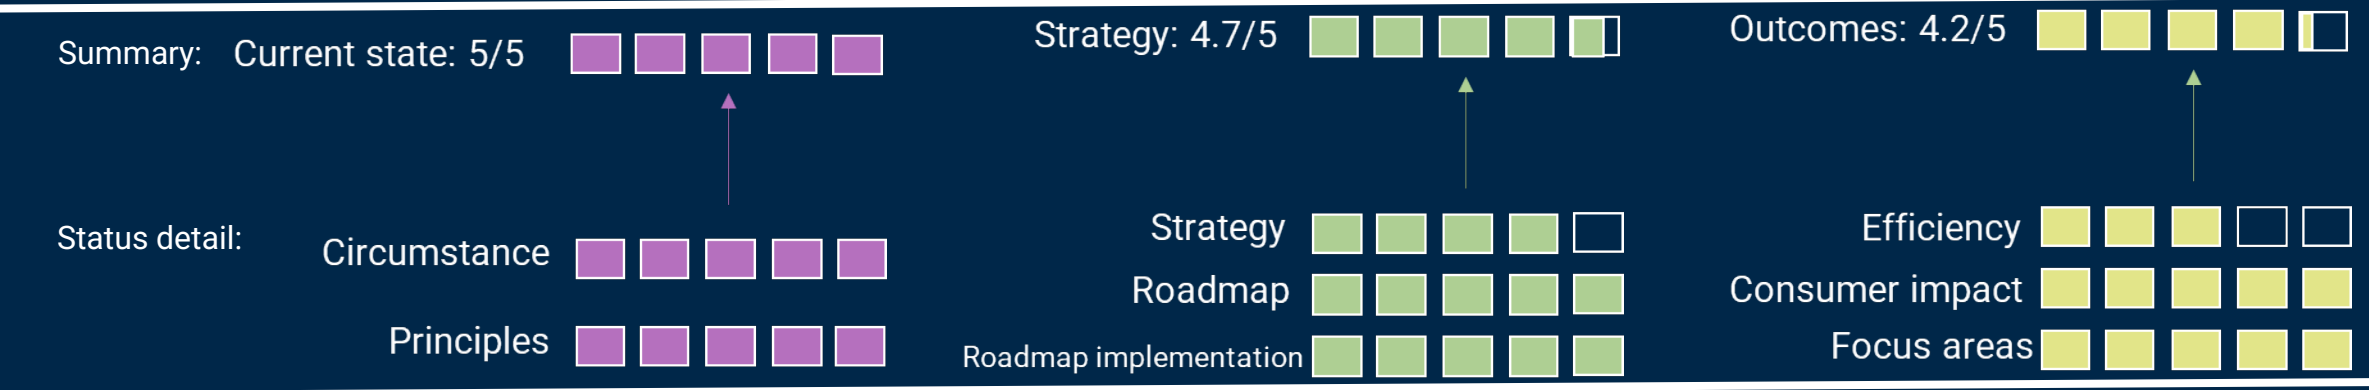 Summary: Current state: 5/5
Strategy: 4.7/5
Outcomes: 4.2/5
Status detail:
Circumstance
Principles
Strategy
Roadmap
Roadmap implementation
Efficiency
Consumer impact
Focus areas